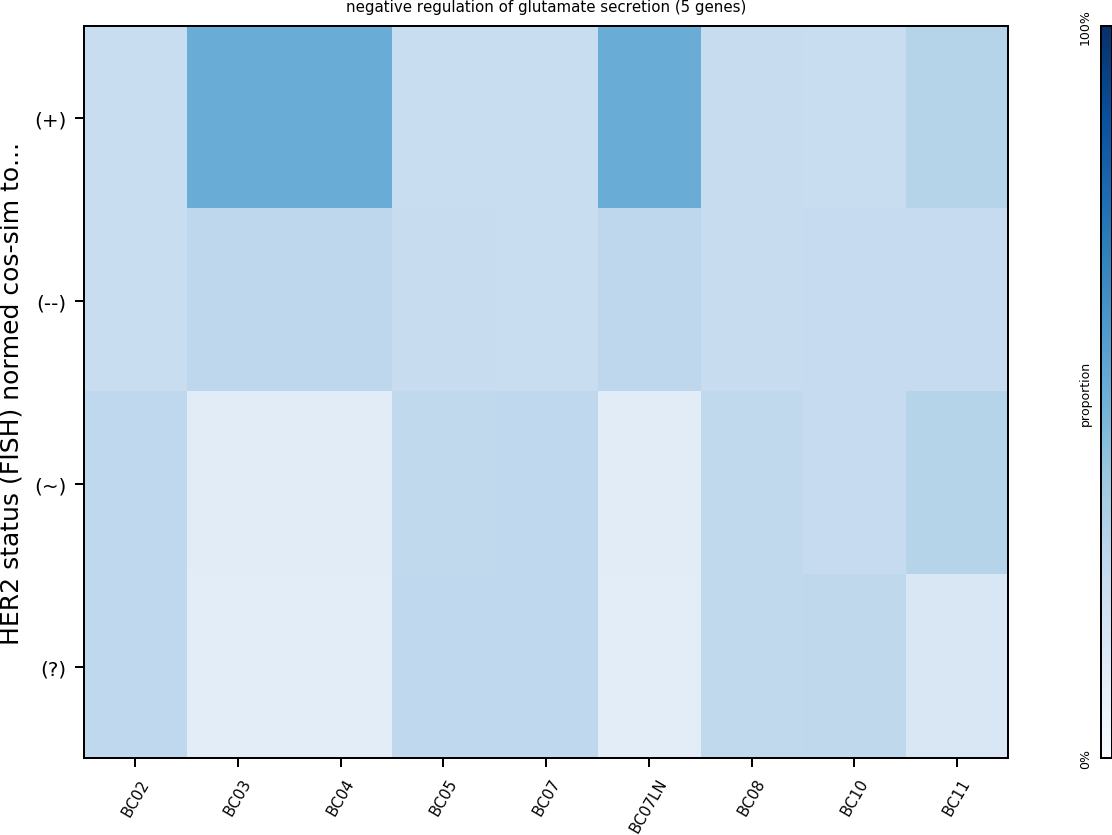 negative regulation of glutamate secretion (5 genes)
HER2 status (FISH) normed cos-sim to...
(+)
(--)
(~)
(?)
BC02
BC03
BC04
BC05
BC07
BC07LN
BC08
BC10
BC11
100%
proportion
0%